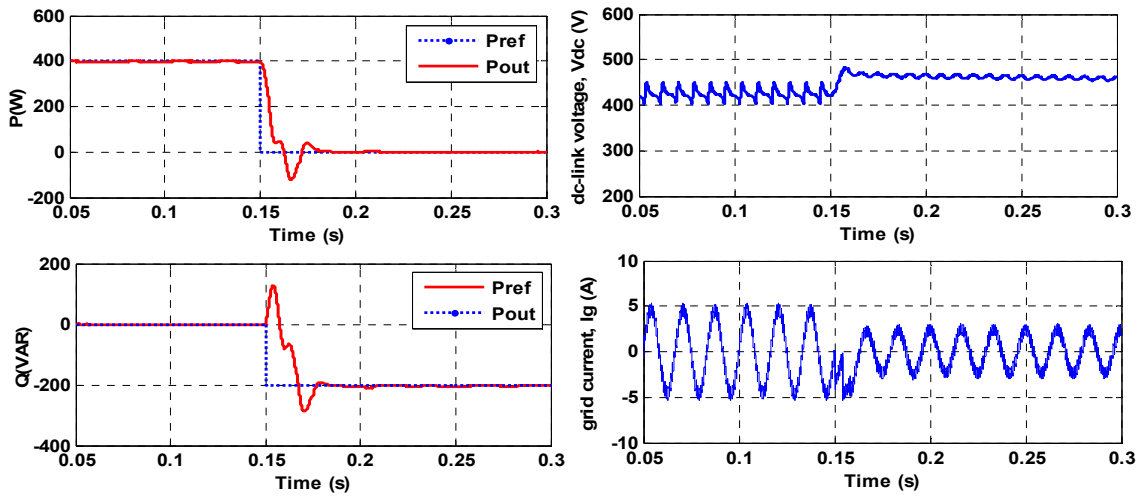 600
400
200
0
-200
P(W)
Pref
Pout
0.05 0.1 0.15 0.2 0.25 0.3
Time (s)
600
500
400
300
200
dc-link voltage, Vdc (V)
0.05 0.1 0.15 0.2 0.25 0.3
Time (s)
200
0
-200
-400
Q(VAR)
Pref
Pout
0.05 0.1 0.15 0.2 0.25 0.3
Time (s)
10
5
0
-5
-10
grid current, Ig (A)
0.05 0.1 0.15 0.2 0.25 0.3
Time (s)